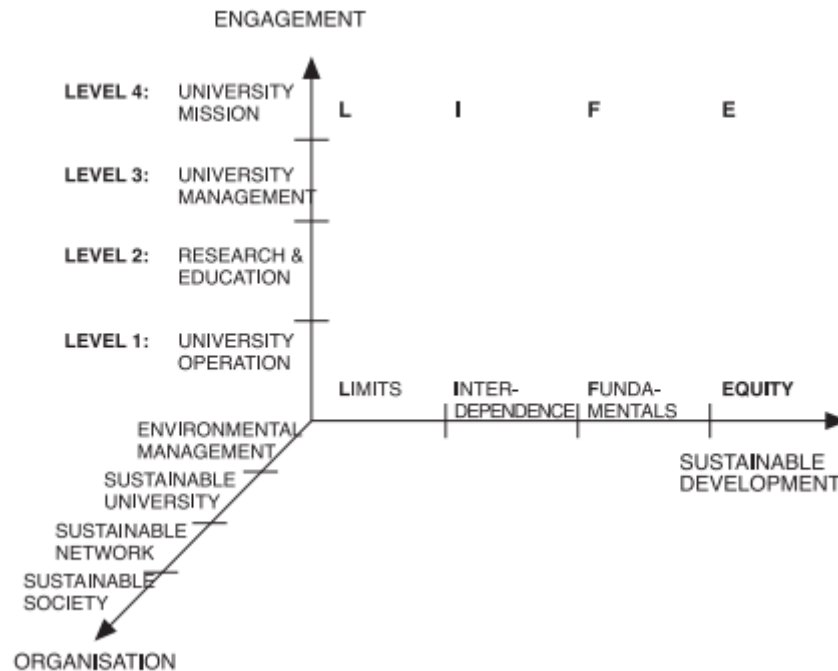 ENGAGEMENT
LEVEL 4: UNIVERSITY
MISSION
L I F E
LEVEL 3: UNIVERSITY
MANAGEMENT
LEVEL 2: RESEARCH &
EDUCATION
LEVEL 1: UNIVERSITY
OPERATION
LIMITS INTER- FUNDA- EQUITY
DEPENDENCE MENTALS
ENVIRONMENTAL
MANAGEMENT
SUSTAINABLE
DEVELOPMENT
SUSTAINABLE
UNIVERSITY
SUSTAINABLE
NETWORK
SUSTAINABLE
SOCIETY
ORGANISATION